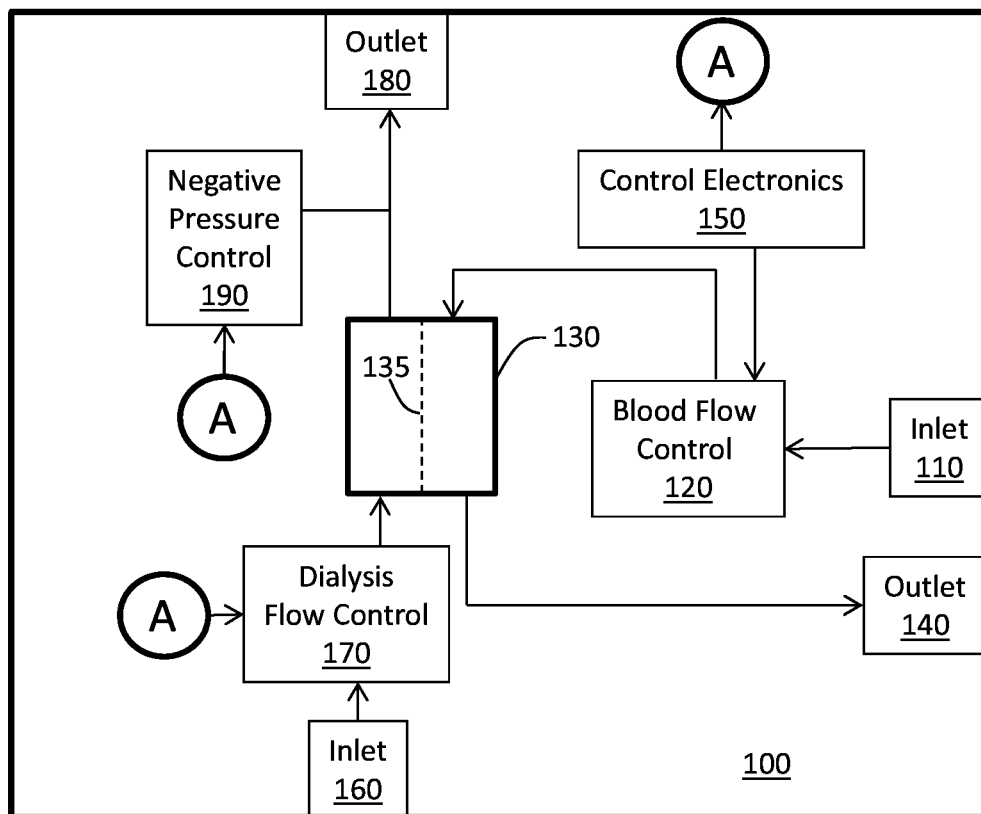 Outlet
180
A
Negative
Pressure
Control
190
Control Electronics
150
130
135
A
Blood Flow
Control
120
Inlet
110
Dialysis
Flow Control
170
A
Outlet
140
Inlet
160
100